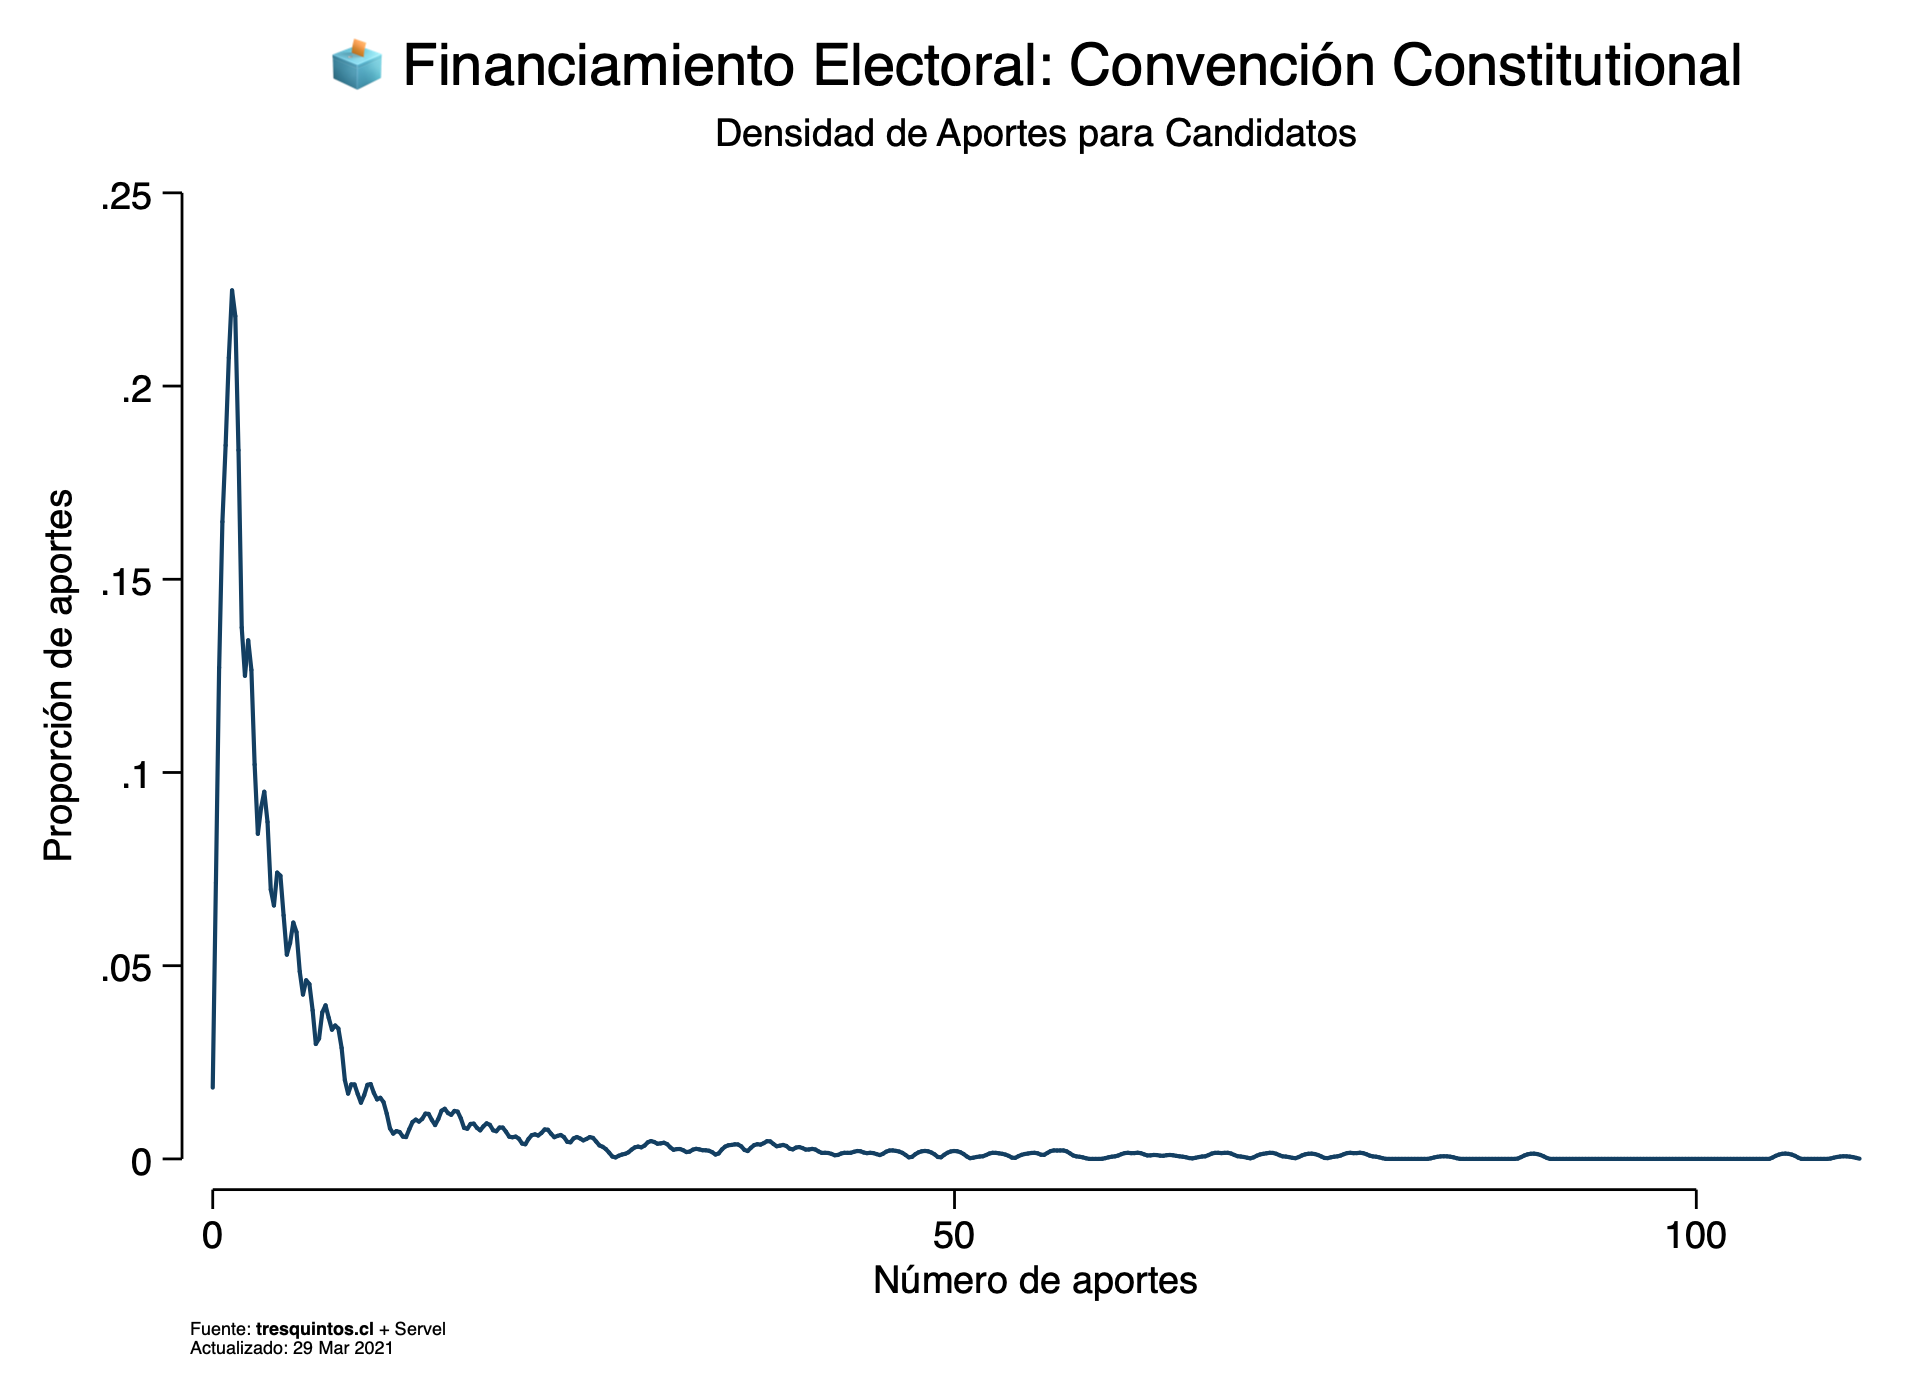 Financiamiento Electoral: Convención Constitutional
Densidad de Aportes para Candidatos
.25
.2
.15
.1
.05
0
Proporción de aportes
0 50 100
Número de aportes
Fuente: tresquintos.cl + Servel
Actualizado: 29 Mar 2021